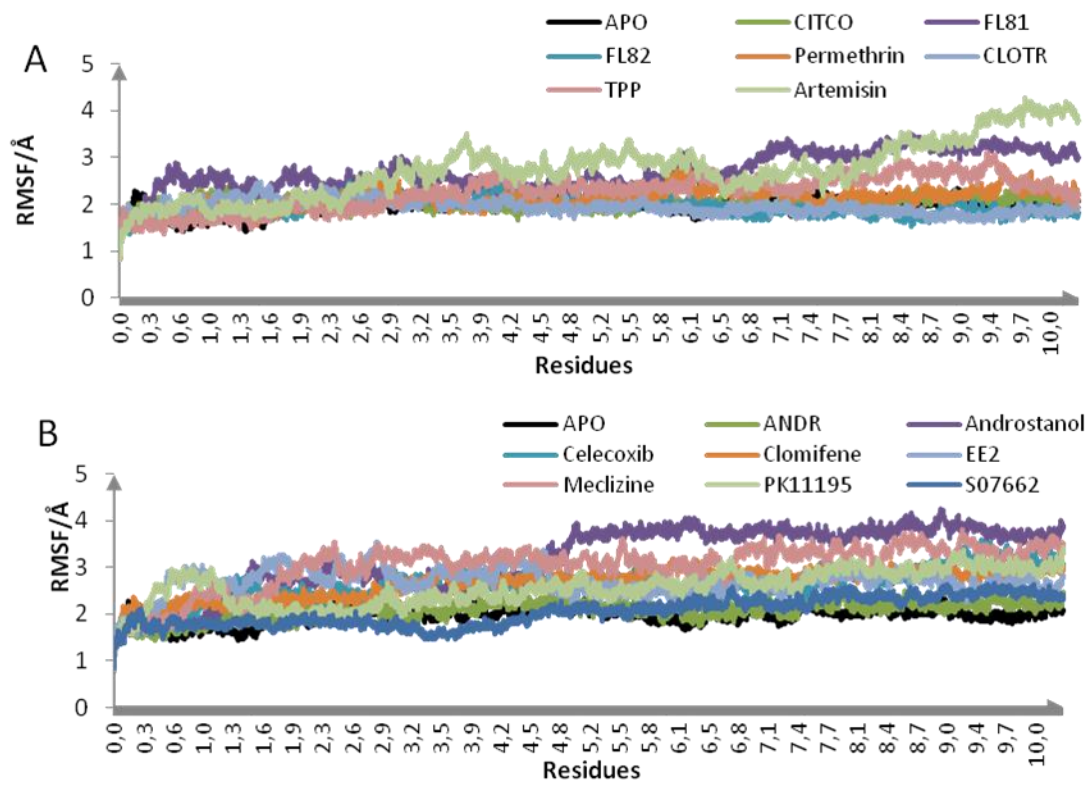 A
APO CITCO FL81
FL82 Permethrin CLOTR
TPP Artemisin
RMSF/Å
5
4
3
2
1
0
0,0 0,3 0,6 1,0 1,3 1,6 1,9 2,3 2,6 2,9 3,2 3,5 3,9 4,2 4,5 4,8 5,2 5,5 5,8 6,1 6,5 6,8 7,1 7,4 7,7 8,1 8,4 8,7 9,0 9,4 9,7 10,0
Residues
B
APO ANDR Androstanol
Celecoxib Clomifene EE2
Meclizine PK11195 S07662
RMSF/Å
5
4
3
2
1
0
0,0 0,3 0,6 1,0 1,3 1,6 1,9 2,3 2,6 2,9 3,2 3,5 3,9 4,2 4,5 4,8 5,2 5,5 5,8 6,1 6,5 6,8 7,1 7,4 7,7 8,1 8,4 8,7 9,0 9,4 9,7 10,0
Residues